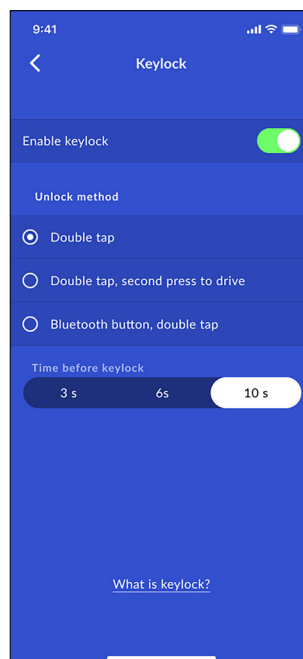 9:41
Keylock
Enable keylock
Unlock method
Double tap
Double tap, second press to drive
Bluetooth button, double tap
Time before keylock
3 s 6s 10 s
What is keylock?